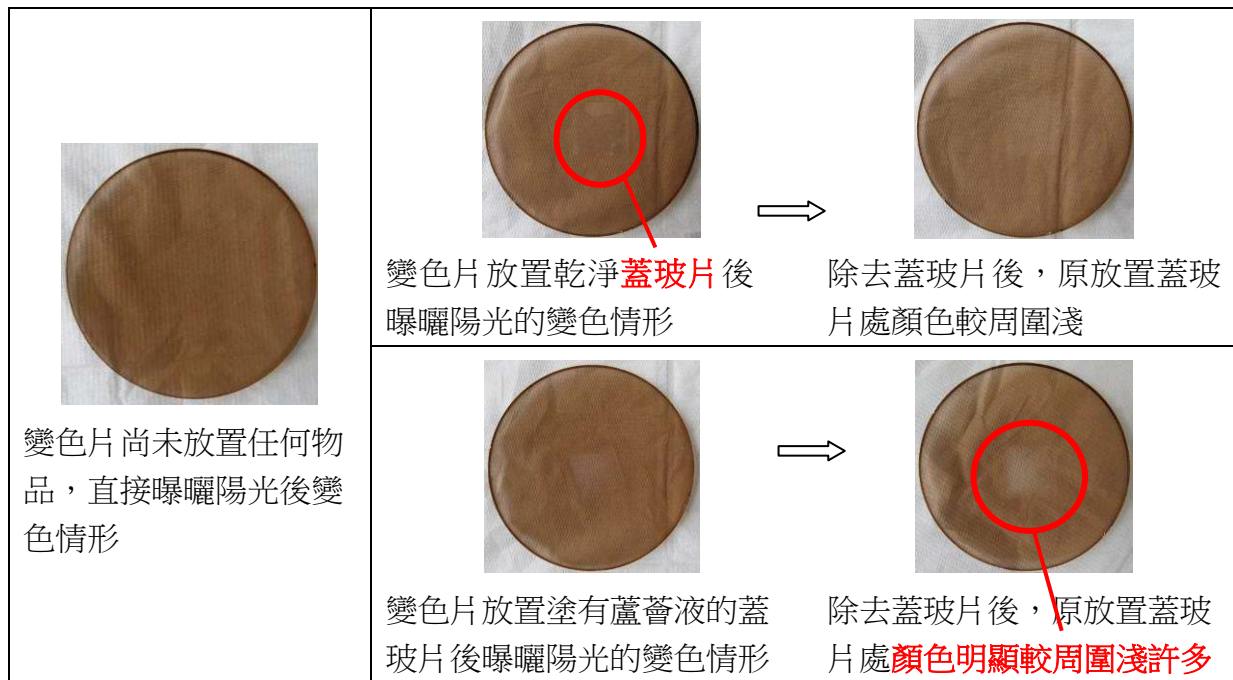 變色片尚未放置任何物
品，直接曝曬陽光後變
色情形
變色片放置乾淨蓋玻片後
曝曬陽光的變色情形
除去蓋玻片後，原放置蓋玻
片處顏色較周圍淺
變色片放置塗有蘆薈液的蓋
玻片後曝曬陽光的變色情形
除去蓋玻片後，原放置蓋玻
片處顏色明顯較周圍淺許多